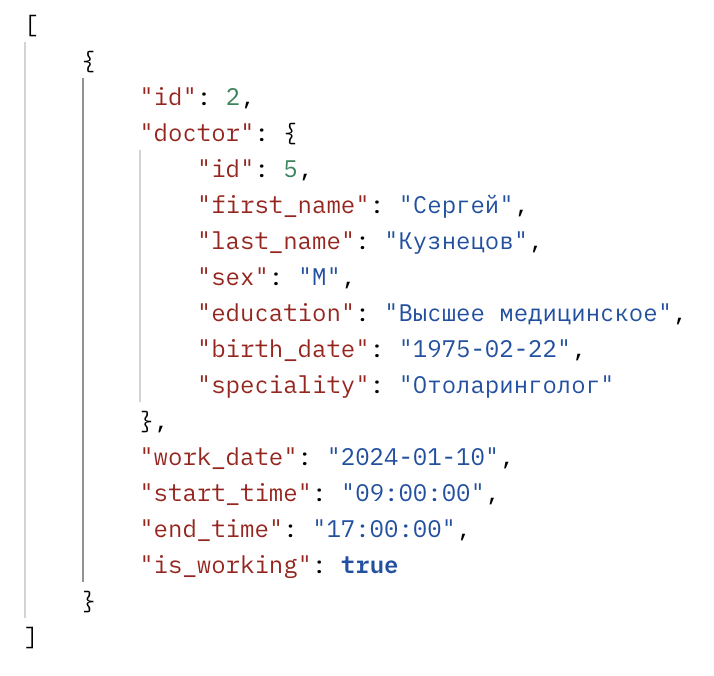 [
{
"id": 2,
"doctor": {
"id": 5,
"first_name": "Сергей",
"last_name": "Кузнецов",
"sex": "М",
"education": "Высшее медицинское",
"birth_date": "1975-02-22",
"speciality": "Отоларинголог"
},
"work_date": "2024-01-10",
"start_time": "09:00:00",
"end_time": "17:00:00",
"is_working": true
}
]